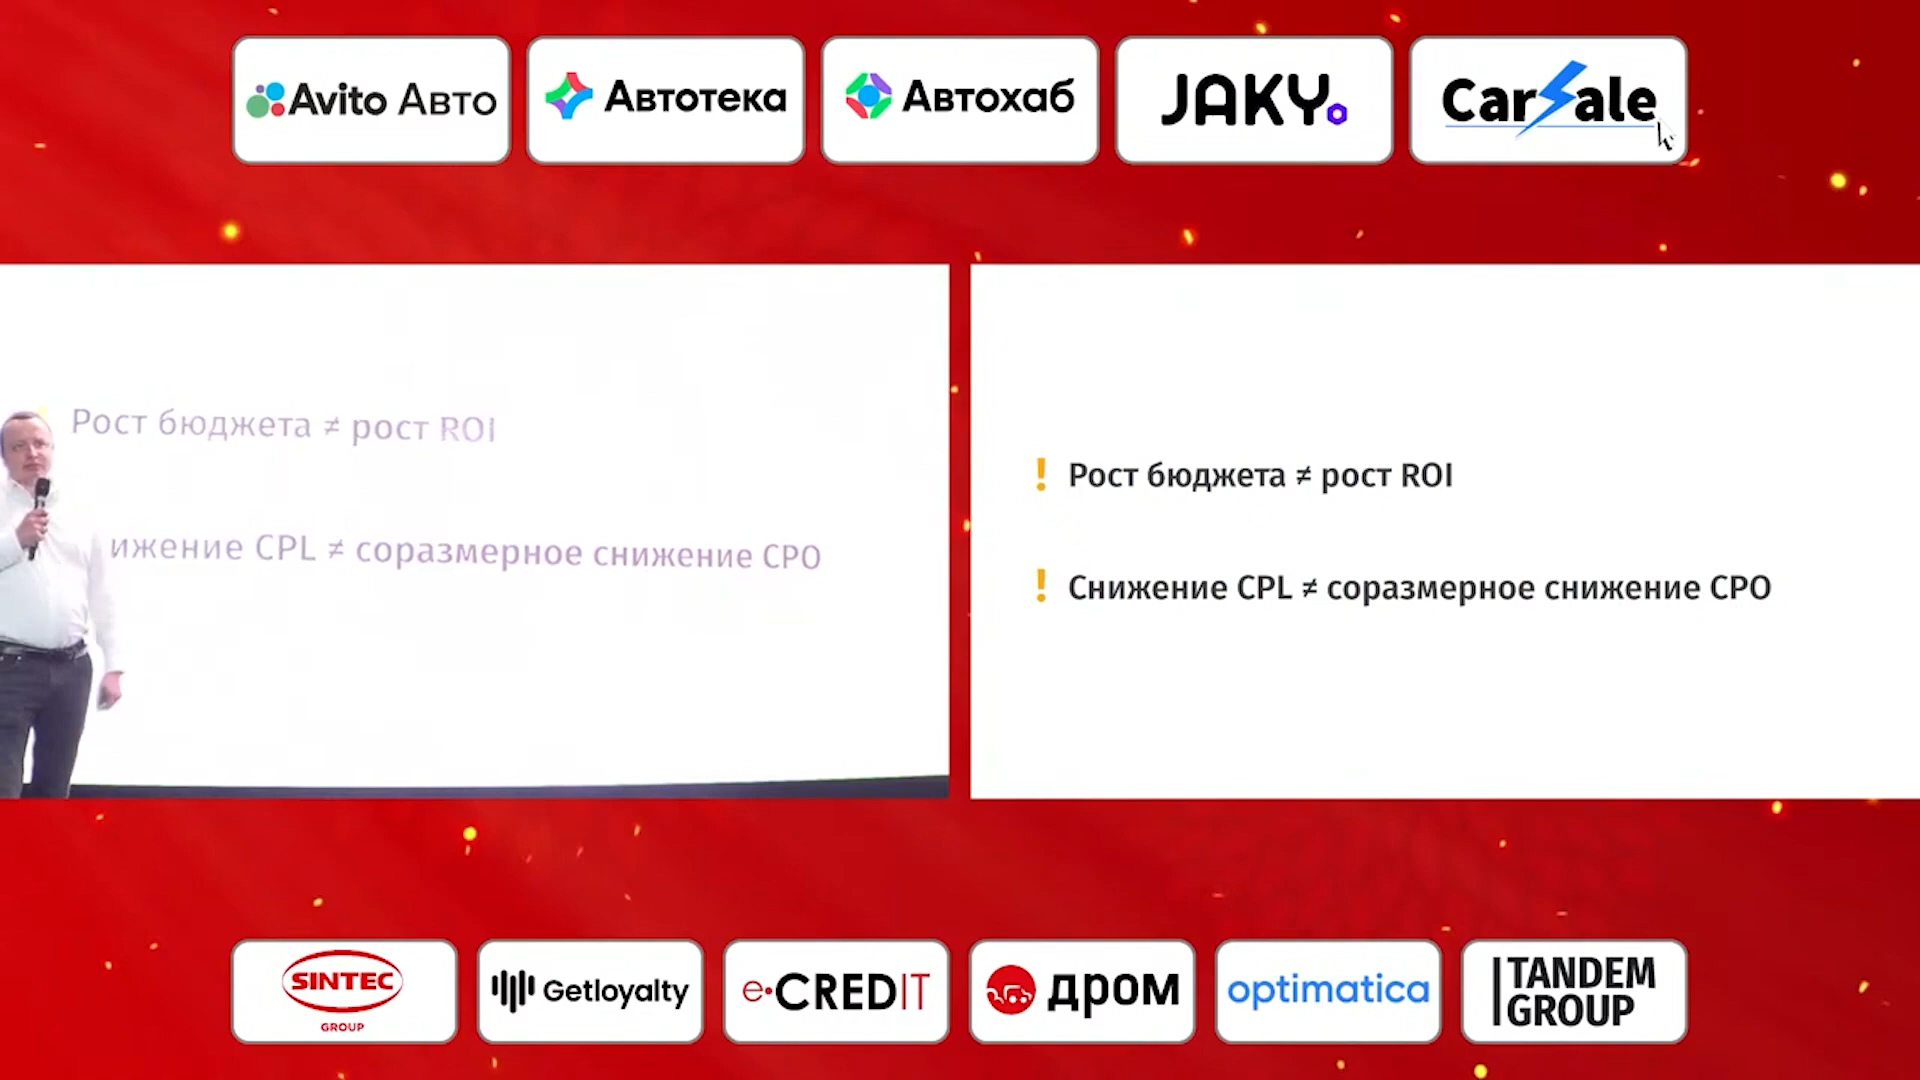 Avito Авто
Автотека
Автохаб
JAKY
CarSale
Рост бюджета ≠ рост ROI
ижение CPL ≠ соразмерное снижение CPO
! Рост бюджета ≠ рост ROI
! Снижение CPL ≠ соразмерное снижение CPO
SINTEC
GROUP
Getloyalty
e·CREDIT
дром
optimatica
TANDEM
GROUP